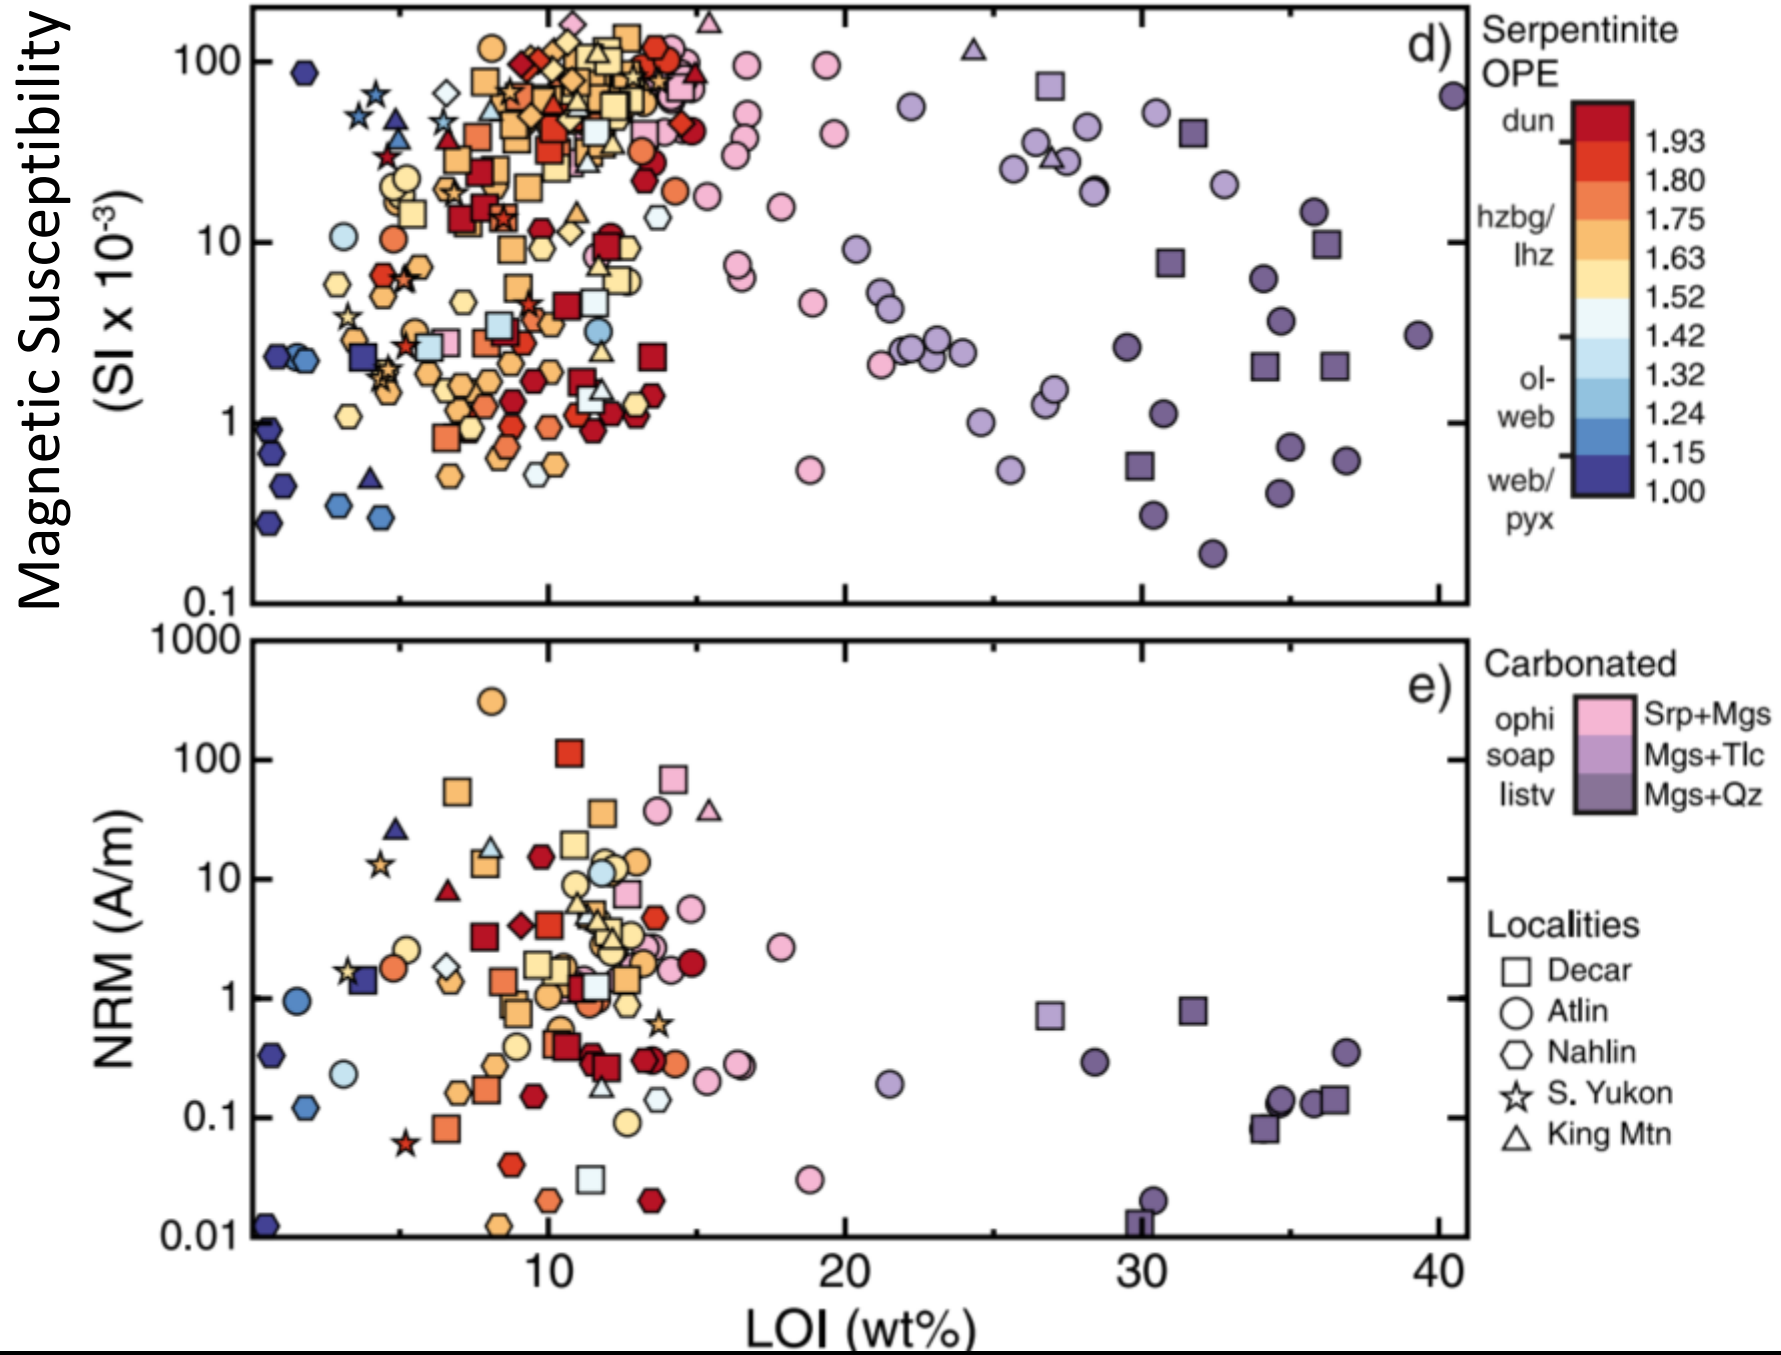 Magnetic Susceptibility
(SI x 10⁻³)
100
10
1
0.1
d)
Serpentinite
OPE
dun
hzbg/
lhz
ol-
web
web/
pyx
1.93
1.80
1.75
1.63
1.52
1.42
1.32
1.24
1.15
1.00
NRM (A/m)
1000
100
10
1
0.1
0.01
e)
10
20
30
40
LOI (wt%)
Carbonated
ophi Srp+Mgs
soap Mgs+Tlc
listv Mgs+Qz
Localities
Decar
Atlin
Nahlin
S. Yukon
King Mtn